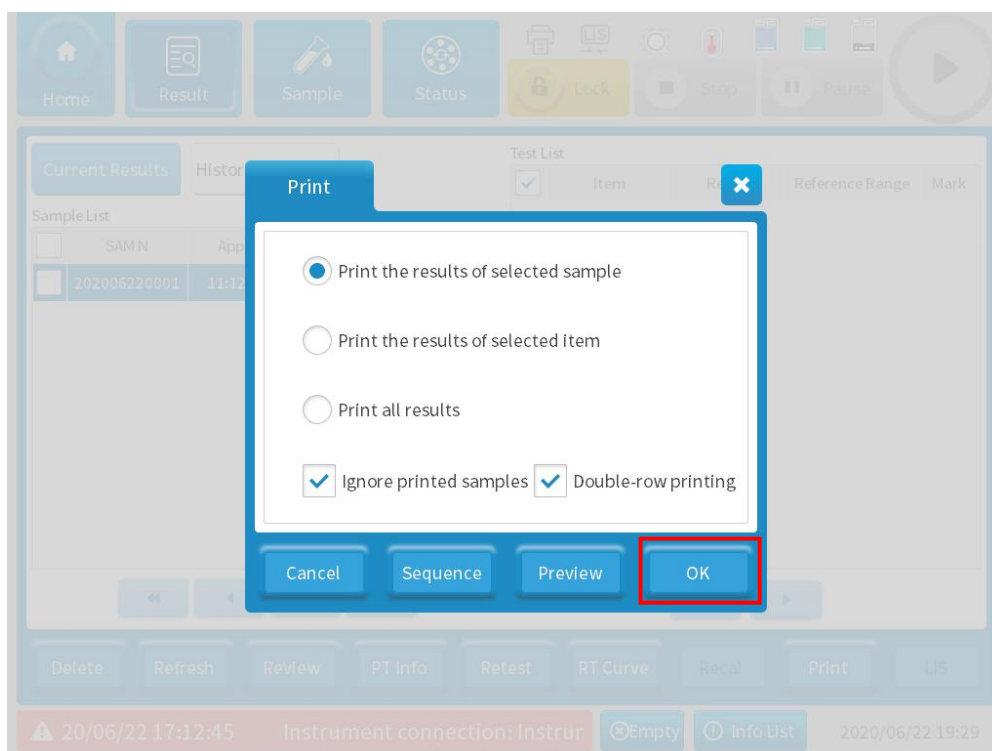 LIS
Home
Result
Sample
Status
Lock
Stop
Pause
Current Results
Histor
Test List
Item
Re
Reference Range
Mark
Sample List
SAM N
App
202006220001
11:12
Print
Print the results of selected sample
Print the results of selected item
Print all results
Ignore printed samples
Double-row printing
Cancel
Sequence
Preview
OK
Delete
Refresh
Review
PT Info
Retest
RT Curve
Recal
Print
LIS
20/06/22 17:12:45
Instrument connection: Instrur
Empty
Info List
2020/06/22 19:29